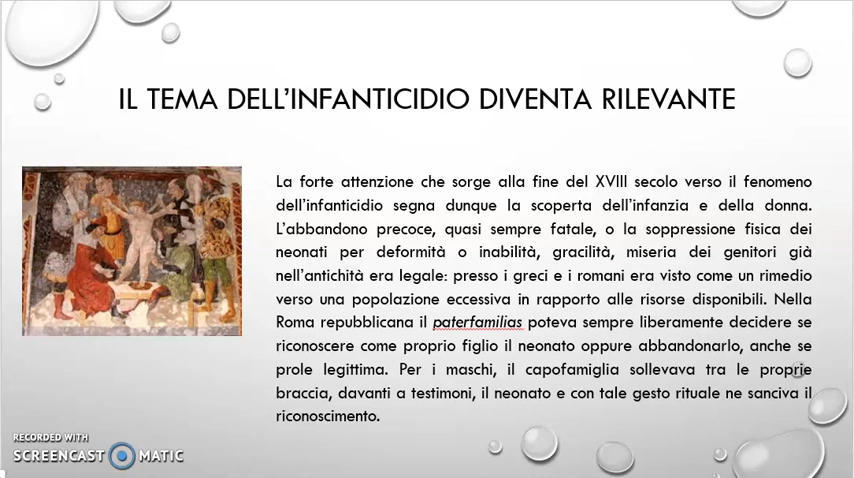 IL TEMA DELL'INFANTICIDIO DIVENTA RILEVANTE
La forte attenzione che sorge alla fine del XVIII secolo verso il fenomeno
dell'infanticidio segna dunque la scoperta dell'infanzia e della donna.
L'abbandono precoce, quasi sempre fatale, o la soppressione fisica dei
neonati per deformità o inabilità, gracilità, miseria dei genitori già
nell'antichità era legale: presso i greci e i romani era visto come un rimedio
verso una popolazione eccessiva in rapporto alle risorse disponibili. Nella
Roma repubblicana il paterfamilias poteva sempre liberamente decidere se
riconoscere come proprio figlio il neonato oppure abbandonarlo, anche se
prole legittima. Per i maschi, il capofamiglia sollevava tra le proprie
braccia, davanti a testimoni, il neonato e con tale gesto rituale ne sanciva il
riconoscimento.
RECORDED WITH
SCREENCAST MATIC